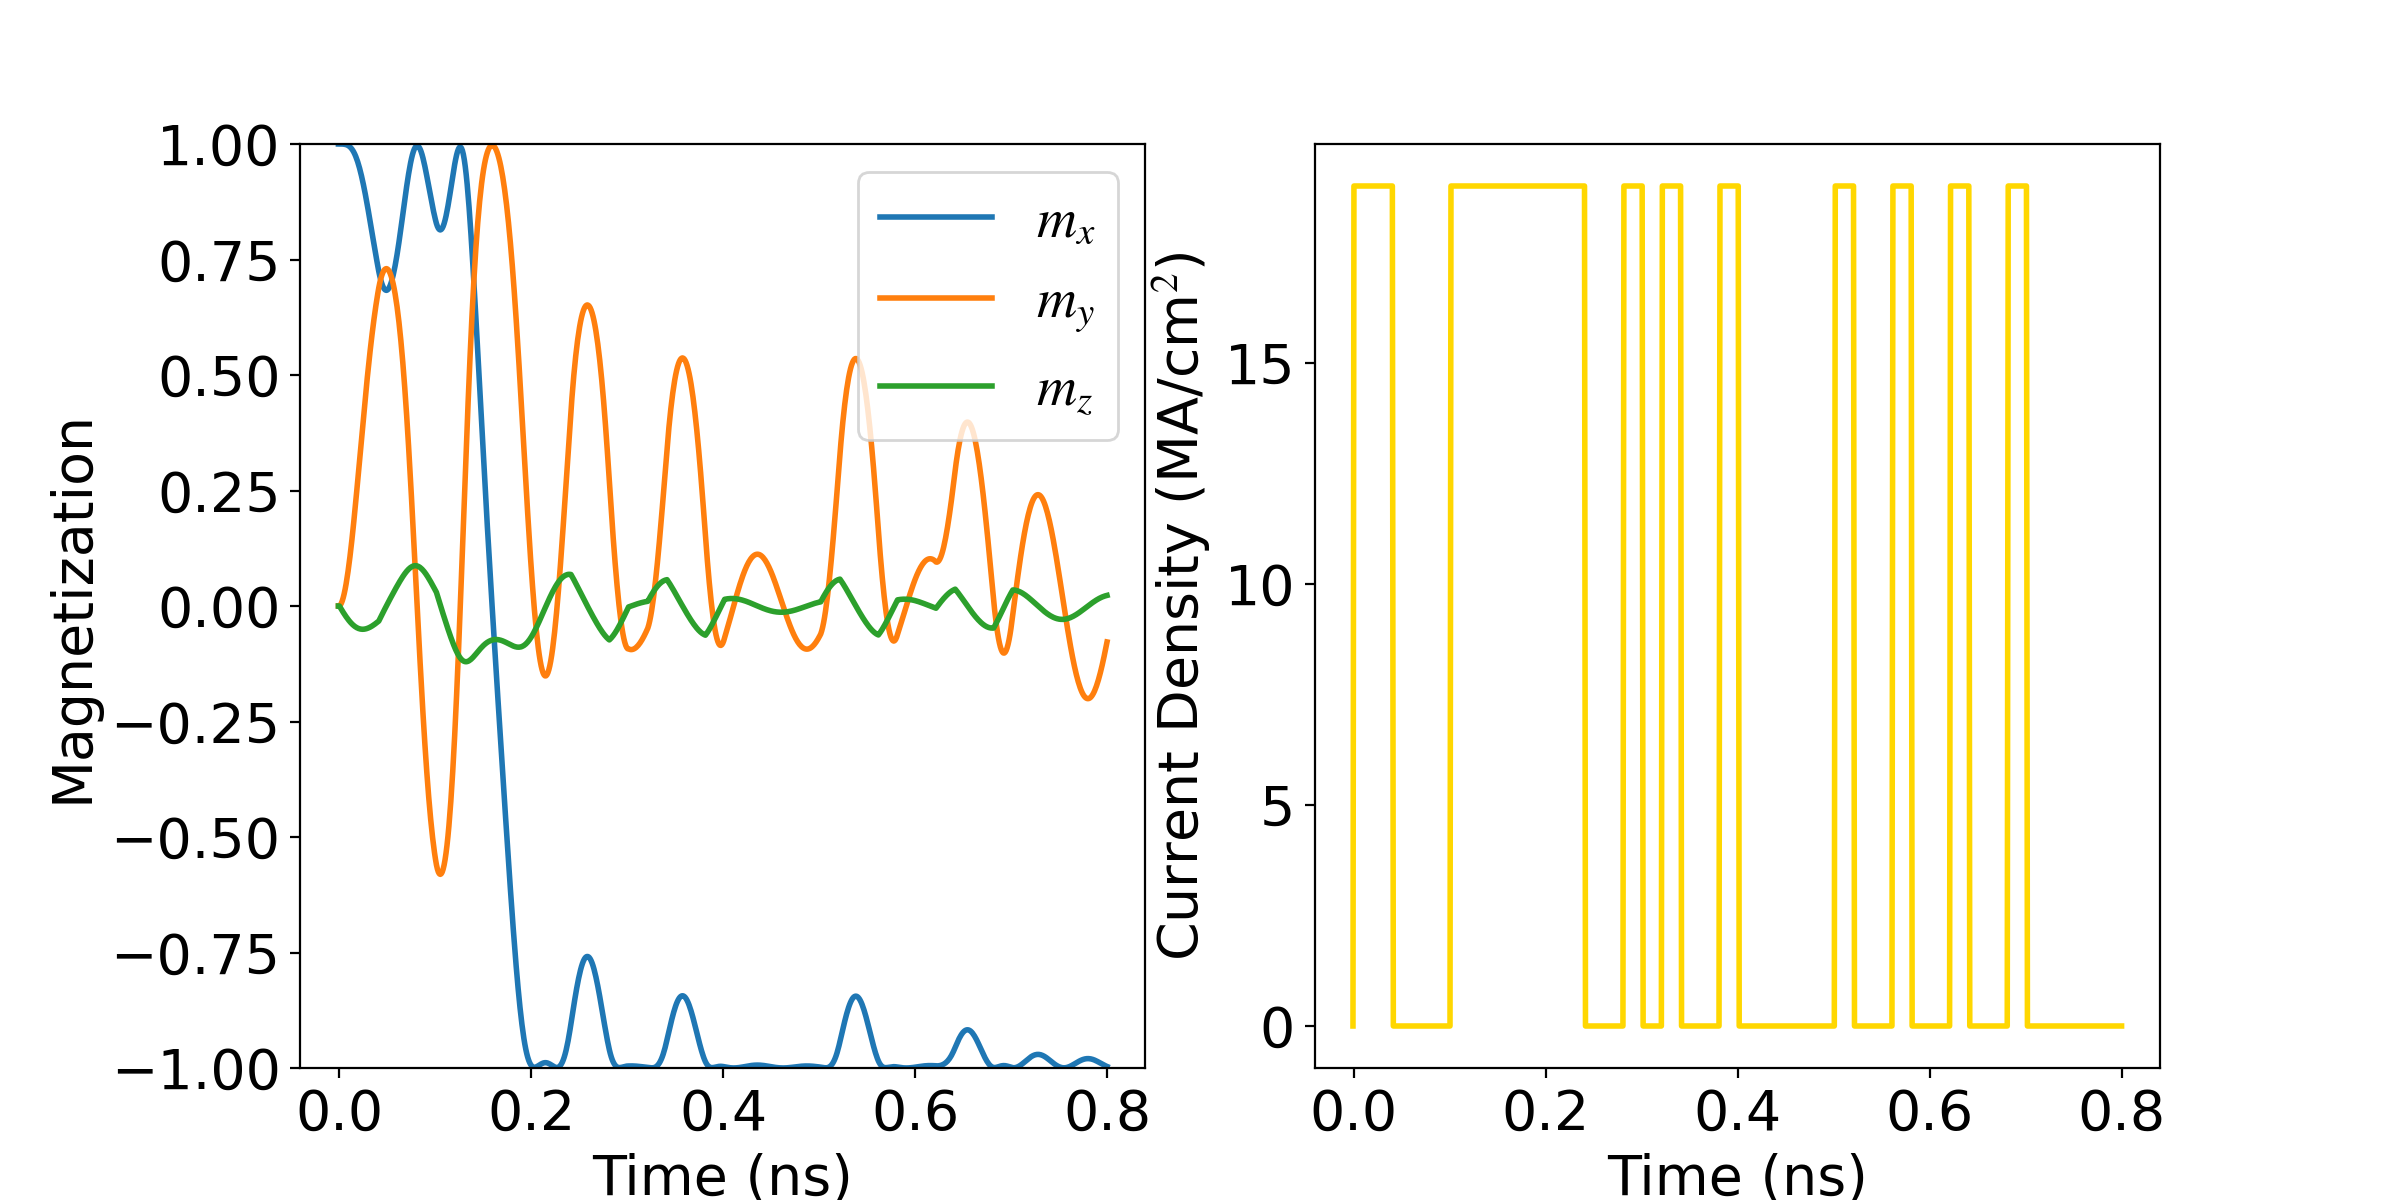 1.00
0.75
0.50
0.25
0.00
−0.25
−0.50
−0.75
−1.00
Magnetization
0.0 0.2 0.4 0.6 0.8
Time (ns)
m_x
m_y
m_z
15
10
5
0
Current Density (MA/cm²)
0.0 0.2 0.4 0.6 0.8
Time (ns)